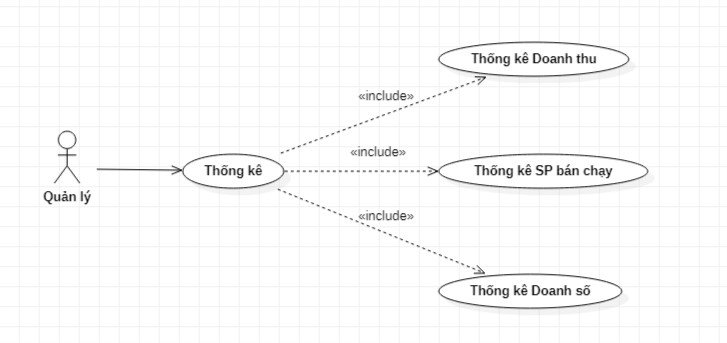 Thống kê Doanh thu
«include»
«include»
Thống kê
Thống kê SP bán chạy
Quản lý
«include»
Thống kê Doanh số